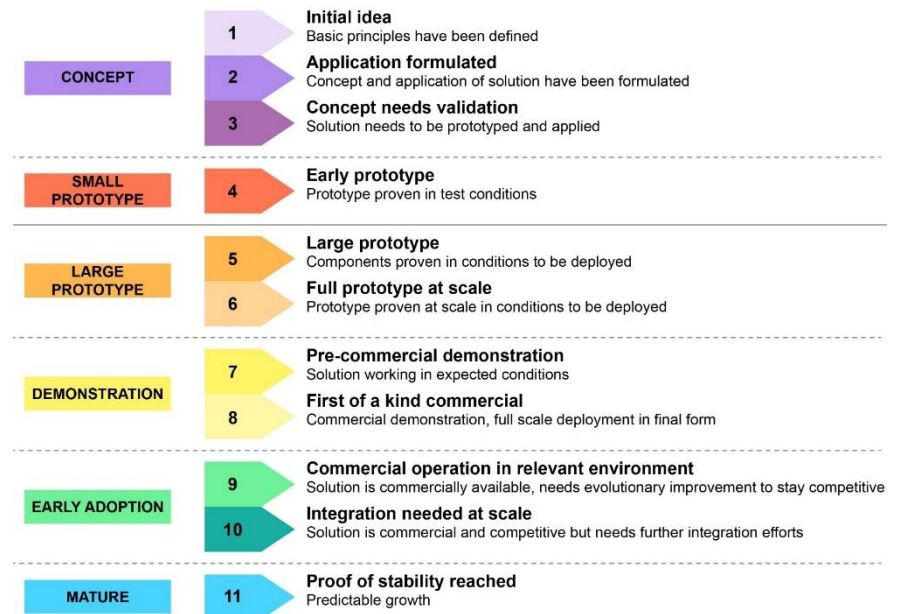 1
Initial idea
Basic principles have been defined
CONCEPT
2
Application formulated
Concept and application of solution have been formulated
3
Concept needs validation
Solution needs to be prototyped and applied
SMALL
PROTOTYPE
4
Early prototype
Prototype proven in test conditions
LARGE
PROTOTYPE
5
Large prototype
Components proven in conditions to be deployed
6
Full prototype at scale
Prototype proven at scale in conditions to be deployed
DEMONSTRATION
7
Pre-commercial demonstration
Solution working in expected conditions
8
First of a kind commercial
Commercial demonstration, full scale deployment in final form
EARLY ADOPTION
9
Commercial operation in relevant environment
Solution is commercially available, needs evolutionary improvement to stay competitive
10
Integration needed at scale
Solution is commercial and competitive but needs further integration efforts
MATURE
11
Proof of stability reached
Predictable growth